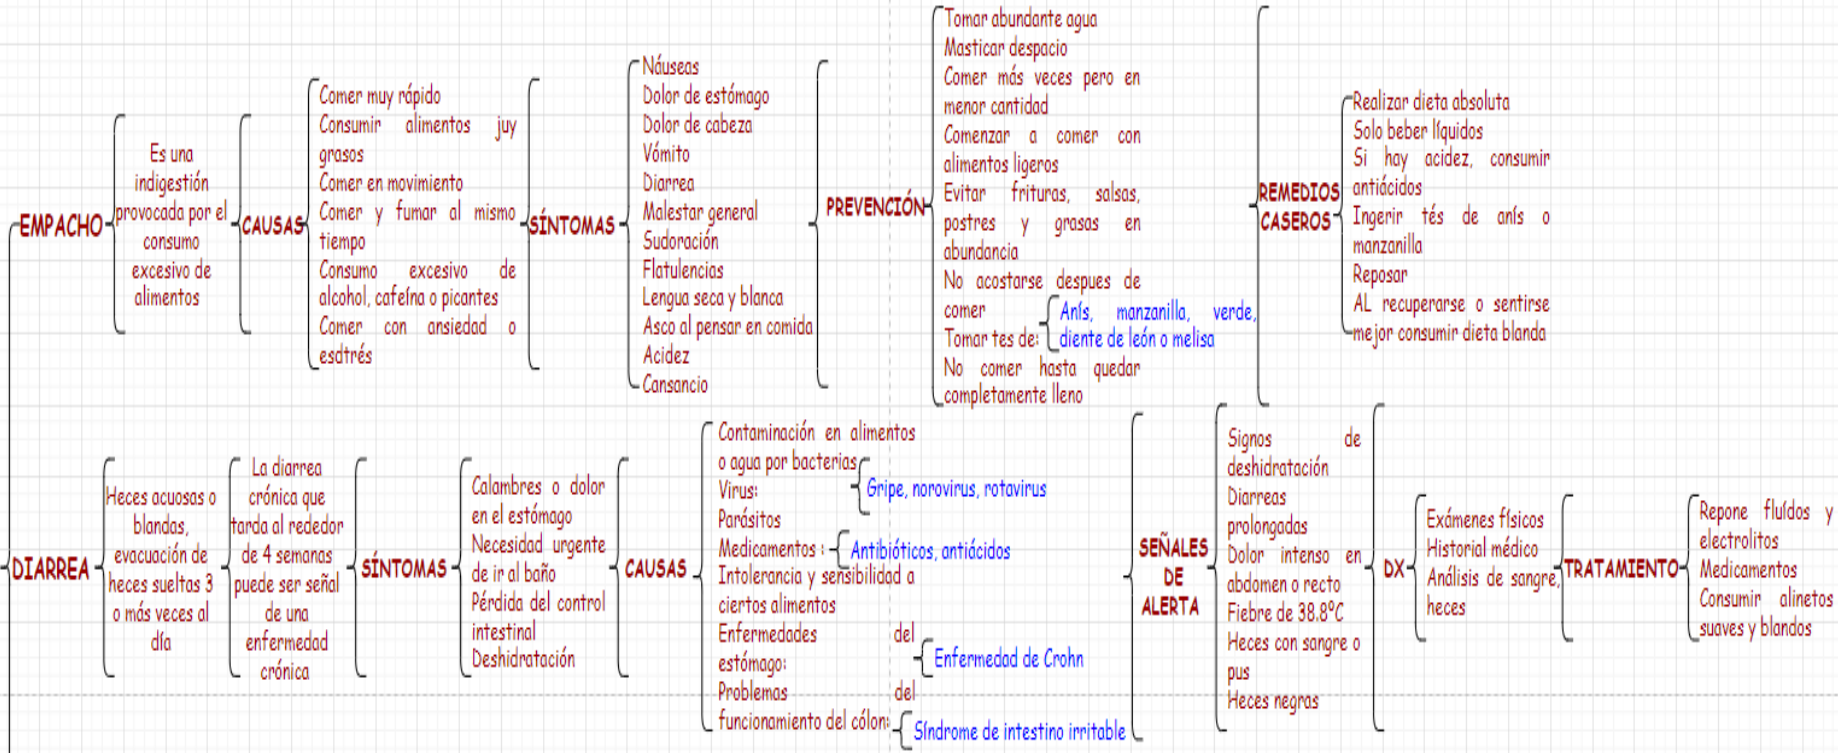 EMPACHO
Es una
indigestión
provocada por el
consumo
excesivo de
alimentos
CAUSAS
Comer muy rápido
Consumir alimentos juy
grasos
Comer en movimiento
Comer y fumar al mismo
tiempo
Consumo excesivo de
alcohol, cafeína o picantes
Comer con ansiedad o
esdtrés
SÍNTOMAS
Náuseas
Dolor de estómago
Dolor de cabeza
Vómito
Diarrea
Malestar general
Sudoración
Flatulencias
Lengua seca y blanca
Asco al pensar en comida
Acidez
Cansancio
PREVENCIÓN
Tomar abundante agua
Masticar despacio
Comer más veces pero en
menor cantidad
Comenzar a comer con
alimentos ligeros
Evitar frituras, salsas,
postres y grasas en
abundancia
No acostarse despues de
comer
Tomar tes de:
Anís, manzanilla, verde,
diente de león o melisa
No comer hasta quedar
completamente lleno
REMEDIOS
CASEROS
Realizar dieta absoluta
Solo beber líquidos
Si hay acidez, consumir
antiácidos
Ingerir tés de anís o
manzanilla
Reposar
AL recuperarse o sentirse
mejor consumir dieta blanda
DIARREA
Heces acuosas o
blandas,
evacuación de
heces sueltas 3
o más veces al
día
La diarrea
crónica que
tarda al rededor
de 4 semanas
puede ser señal
de una
enfermedad
crónica
SÍNTOMAS
Calambres o dolor
en el estómago
Necesidad urgente
de ir al baño
Pérdida del control
intestinal
Deshidratación
CAUSAS
Contaminación en alimentos
o agua por bacterias
Virus:
Gripe, norovirus, rotavirus
Parásitos
Medicamentos :
Antibióticos, antiácidos
Intolerancia y sensibilidad a
ciertos alimentos
Enfermedades del
estómago:
Enfermedad de Crohn
Problemas del
funcionamiento del cólon:
Síndrome de intestino irritable
SEÑALES
DE
ALERTA
Signos de
deshidratación
Diarreas
prolongadas
Dolor intenso en
abdomen o recto
Fiebre de 38.8ºC
Heces con sangre o
pus
Heces negras
DX
Exámenes físicos
Historial médico
Análisis de sangre,
heces
TRATAMIENTO
Repone fluídos y
electrolitos
Medicamentos
Consumir alinetos
suaves y blandos